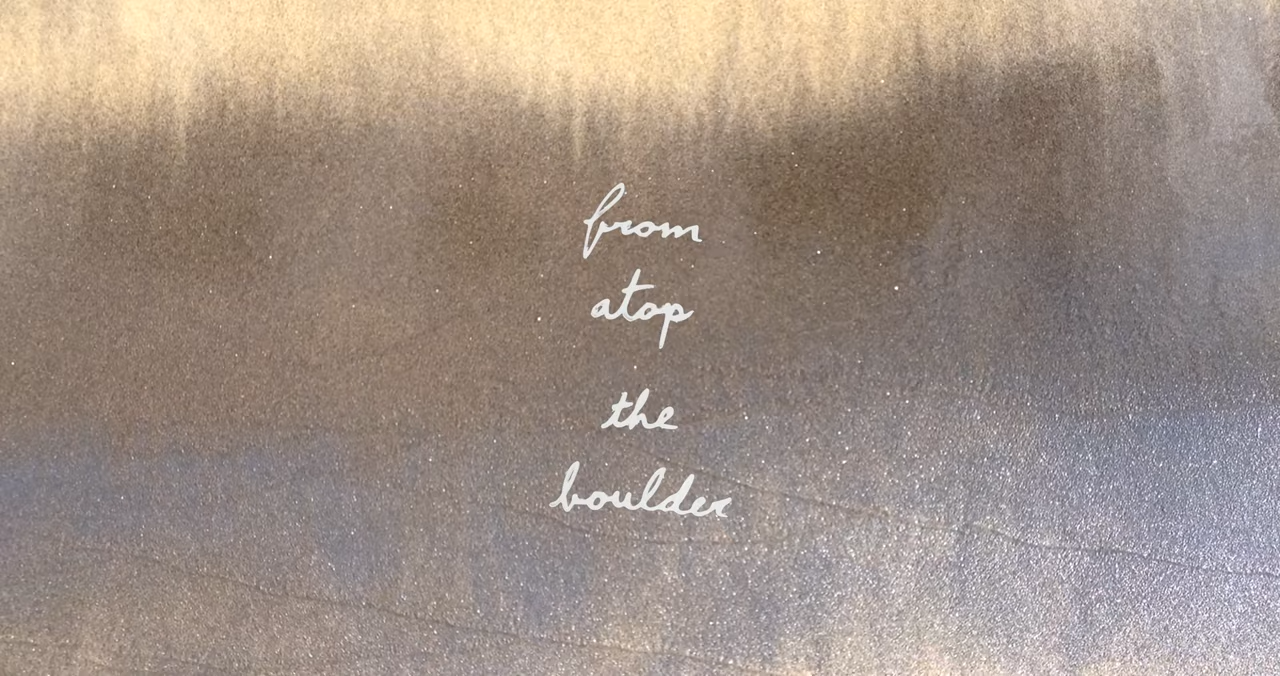 from
atop
the
boulder